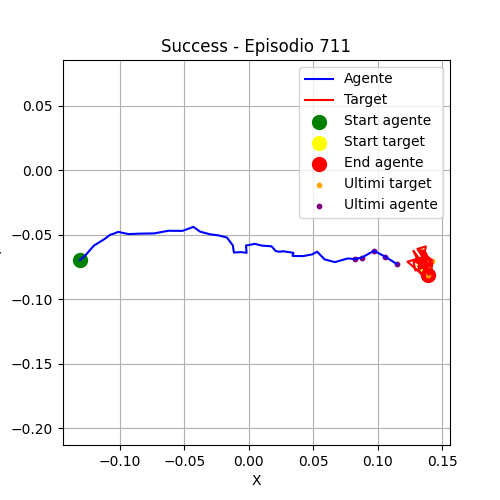 Success - Episodio 711
Agente
Target
Start agente
Start target
End agente
Ultimi target
Ultimi agente
0.05
0.00
−0.05
−0.10
−0.15
−0.20
−0.10
−0.05
0.00
0.05
0.10
0.15
X